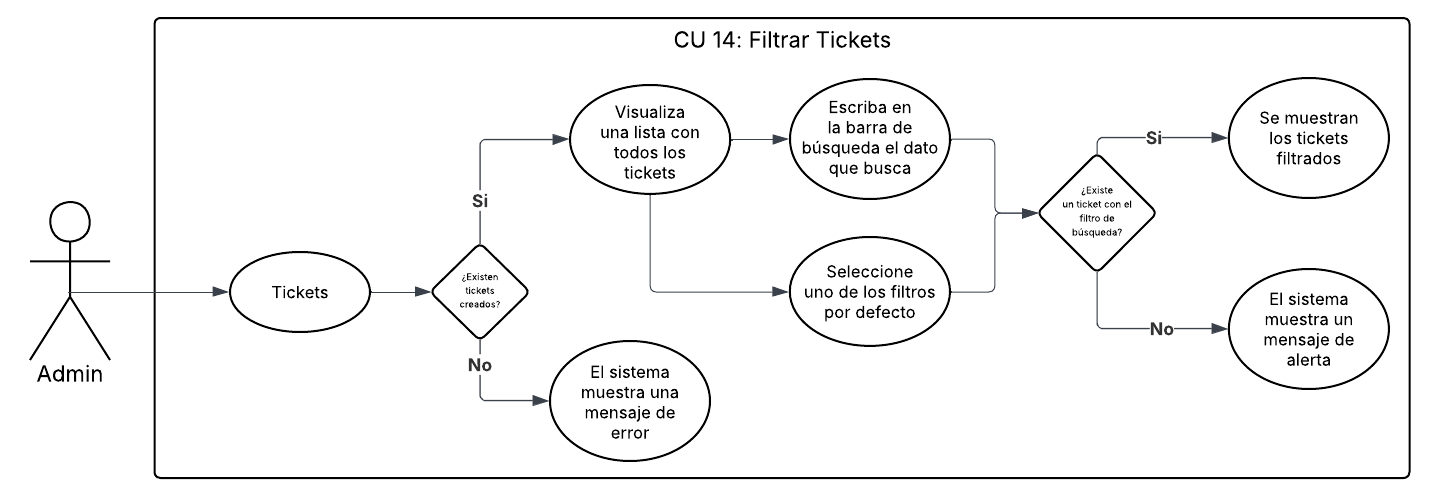 CU 14: Filtrar Tickets
Admin
Tickets
¿Existen
tickets
creados?
Si
No
Visualiza
una lista con
todos los
tickets
El sistema
muestra una
mensaje de
error
Escriba en
la barra de
búsqueda el dato
que busca
Seleccione
uno de los filtros
por defecto
¿Existe
un ticket con el
filtro de
búsqueda?
Si
No
Se muestran
los tickets
filtrados
El sistema
muestra un
mensaje de
alerta